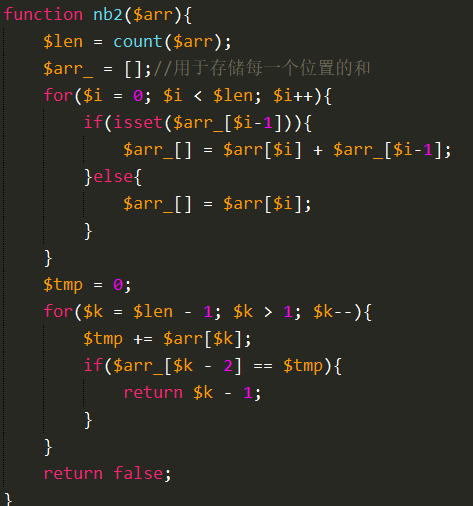 function nb2($arr){
    $len = count($arr);
    $arr_ = [];//用于存储每一个位置的和
    for($i = 0; $i < $len; $i++){
        if(isset($arr_[$i-1])){
            $arr_[] = $arr[$i] + $arr_[$i-1];
        }else{
            $arr_[] = $arr[$i];
        }
    }
    $tmp = 0;
    for($k = $len - 1; $k > 1; $k--){
        $tmp += $arr[$k];
        if($arr_[$k - 2] == $tmp){
            return $k - 1;
        }
    }
    return false;
}